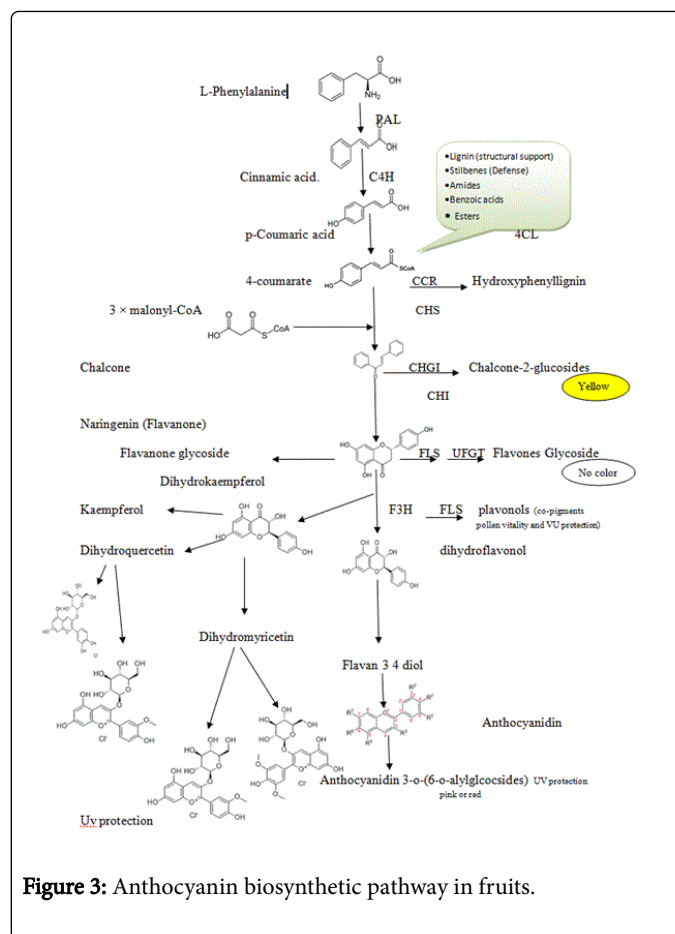 L-Phenylalanine
PAL
Cinnamic acid.
C4H
•Lignin (structural support)
•Stilbenes (Defense)
•Amides
•Benzoic acids
• Esters
p-Coumaric acid
4CL
4-coumarate
CCR
Hydroxyphenyllignin
3 × malonyl-CoA
CHS
Chalcone
CHGI
Chalcone-2-glucosides
Yellow
CHI
Naringenin (Flavanone)
Flavanone glycoside
FLS
UFGT
Flavones Glycoside
No color
Dihydrokaempferol
Kaempferol
F3H
FLS
plavonols (co-pigments
pollen vitality and VU protection)
Dihydroquercetin
dihydroflavonol
Dihydromyricetin
Flavan 3 4 diol
Anthocyanidin
Anthocyanidin 3-o-(6-o-alylglcocsides) UV protection
pink or red
Uv protection
Figure 3: Anthocyanin biosynthetic pathway in fruits.